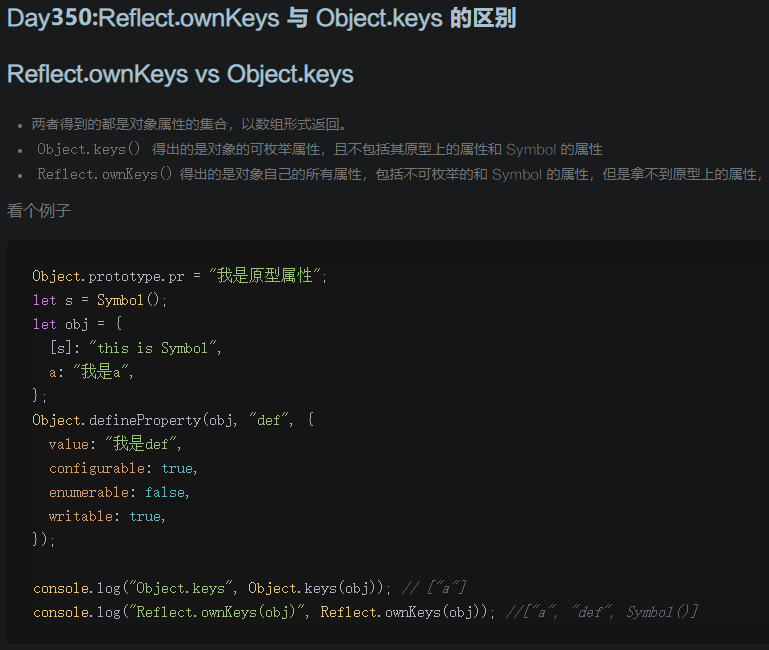 Day350:Reflect.ownKeys 与 Object.keys 的区别
Reflect.ownKeys vs Object.keys
• 两者得到的都是对象属性的集合，以数组形式返回。
• Object.keys() 得出的是对象的可枚举属性，且不包括其原型上的属性和 Symbol 的属性
• Reflect.ownKeys() 得出的是对象自己的所有属性，包括不可枚举的和 Symbol 的属性，但是拿不到原型上的属性，
看个例子
Object.prototype.pr = "我是原型属性";
let s = Symbol();
let obj = {
  [s]: "this is Symbol",
  a: "我是a",
};
Object.defineProperty(obj, "def", {
  value: "我是def",
  configurable: true,
  enumerable: false,
  writable: true,
});
console.log("Object.keys", Object.keys(obj)); // ["a"]
console.log("Reflect.ownKeys(obj)", Reflect.ownKeys(obj)); //["a", "def", Symbol()]